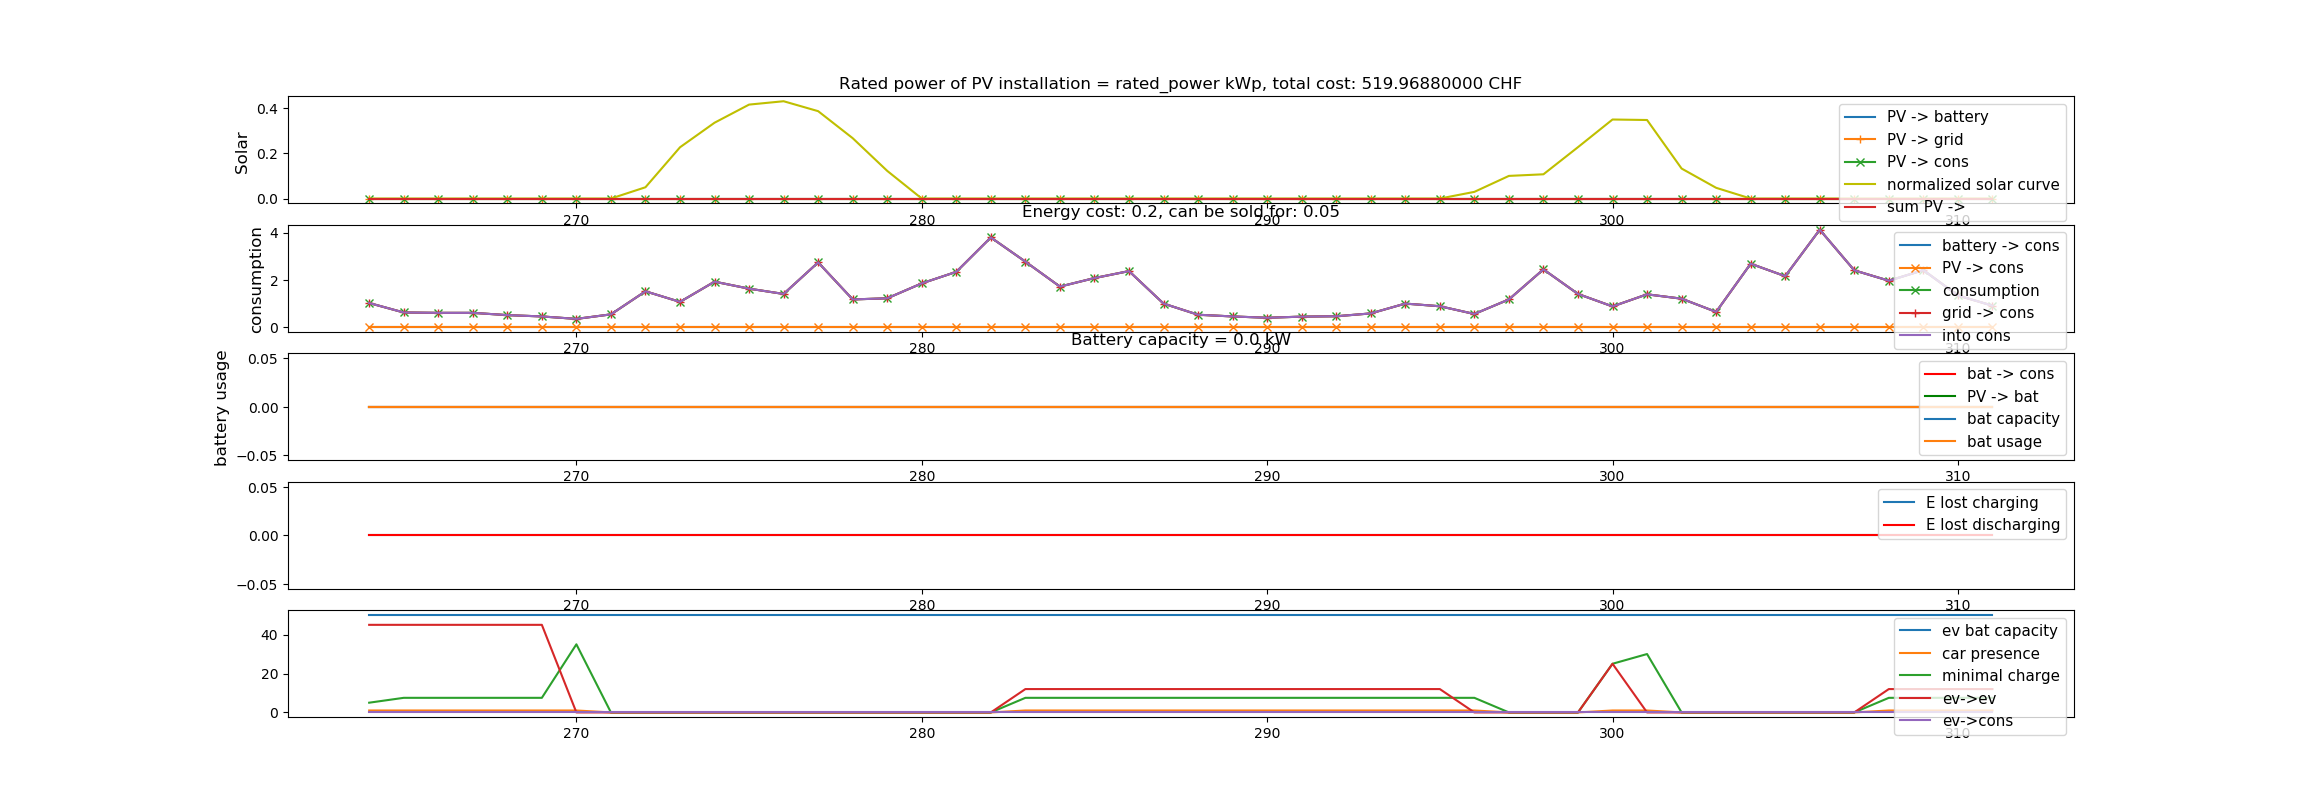 Rated power of PV installation = rated_power kWp, total cost: 519.96880000 CHF
Solar
0.4
0.2
0.0
PV -> battery
PV -> grid
PV -> cons
normalized solar curve
sum PV ->
270
280
290
300
310
Energy cost: 0.2, can be sold for: 0.05
consumption
4
2
0
battery -> cons
PV -> cons
consumption
grid -> cons
into cons
270
280
290
300
310
Battery capacity = 0.0 kW
battery usage
0.05
0.00
−0.05
bat -> cons
PV -> bat
bat capacity
bat usage
270
280
290
300
310
0.05
0.00
−0.05
E lost charging
E lost discharging
270
280
290
300
310
40
20
0
ev bat capacity
car presence
minimal charge
ev->ev
ev->cons
270
280
290
300
310